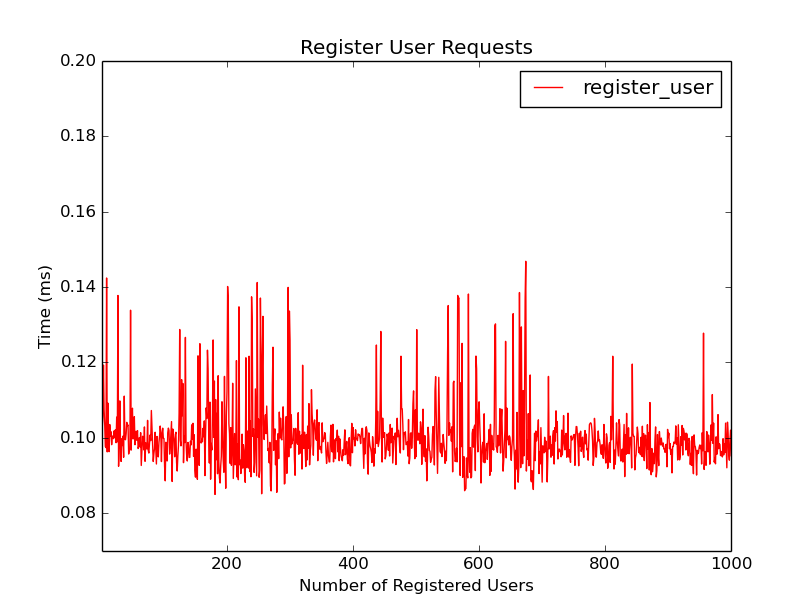 Register User Requests
register_user
Time (ms)
0.20
0.18
0.16
0.14
0.12
0.10
0.08
200 400 600 800 1000
Number of Registered Users